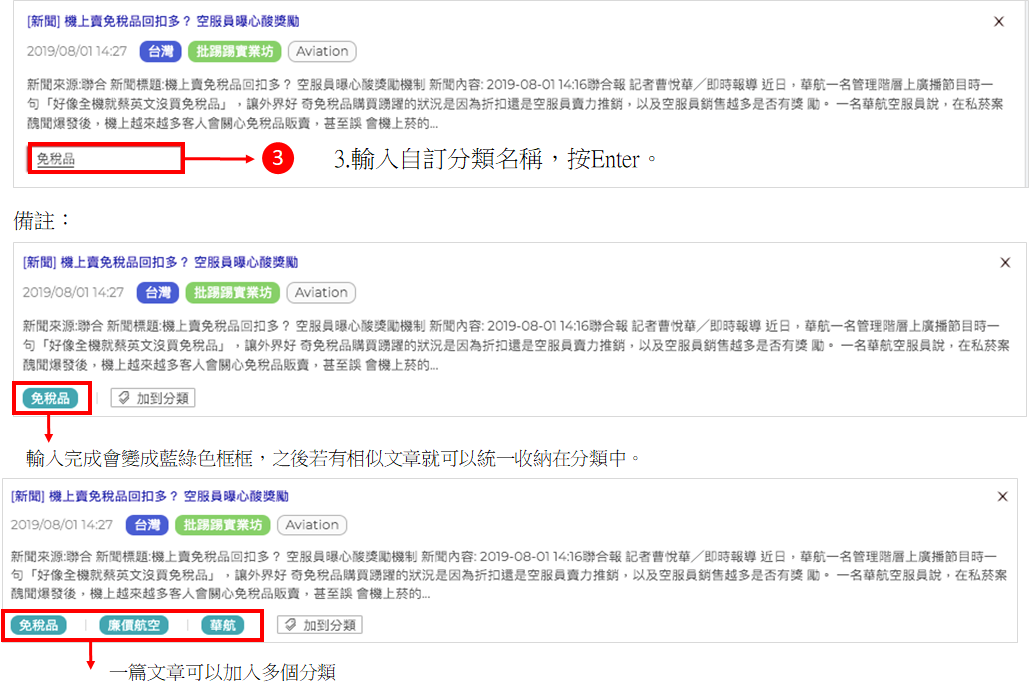 [新聞] 機上賣免稅品回扣多？ 空服員曝心酸獎勵
2019/08/01 14:27 台灣 批踢踢實業坊 Aviation
新聞來源:聯合 新聞標題:機上賣免稅品回扣多？ 空服員曝心酸獎勵機制 新聞內容: 2019-08-01 14:16聯合報 記者曹悅華／即時報導 近日，華航一名管理階層上廣播節目時一
句「好像全機就蔡英文沒買免稅品」，讓外界好 奇免稅品購買踴躍的狀況是因為折扣還是空服員賣力推銷，以及空服員銷售越多是否有獎 勵。 一名華航空服員說，在私菸案
醜聞爆發後，機上越來越多客人會關心免稅品販賣，甚至誤 會機上菸的...
免稅品 3 3.輸入自訂分類名稱，按Enter。
備註：
[新聞] 機上賣免稅品回扣多？ 空服員曝心酸獎勵
2019/08/01 14:27 台灣 批踢踢實業坊 Aviation
新聞來源:聯合 新聞標題:機上賣免稅品回扣多？ 空服員曝心酸獎勵機制 新聞內容: 2019-08-01 14:16聯合報 記者曹悅華／即時報導 近日，華航一名管理階層上廣播節目時一
句「好像全機就蔡英文沒買免稅品」，讓外界好 奇免稅品購買踴躍的狀況是因為折扣還是空服員賣力推銷，以及空服員銷售越多是否有獎 勵。 一名華航空服員說，在私菸案
醜聞爆發後，機上越來越多客人會關心免稅品販賣，甚至誤 會機上菸的...
免稅品 加到分類
輸入完成會變成藍綠色框框，之後若有相似文章就可以統一收納在分類中。
[新聞] 機上賣免稅品回扣多？ 空服員曝心酸獎勵
2019/08/01 14:27 台灣 批踢踢實業坊 Aviation
新聞來源:聯合 新聞標題:機上賣免稅品回扣多？ 空服員曝心酸獎勵機制 新聞內容: 2019-08-01 14:16聯合報 記者曹悅華／即時報導 近日，華航一名管理階層上廣播節目時一
句「好像全機就蔡英文沒買免稅品」，讓外界好 奇免稅品購買踴躍的狀況是因為折扣還是空服員賣力推銷，以及空服員銷售越多是否有獎 勵。 一名華航空服員說，在私菸案
醜聞爆發後，機上越來越多客人會關心免稅品販賣，甚至誤 會機上菸的...
免稅品 廉價航空 華航 加到分類
一篇文章可以加入多個分類